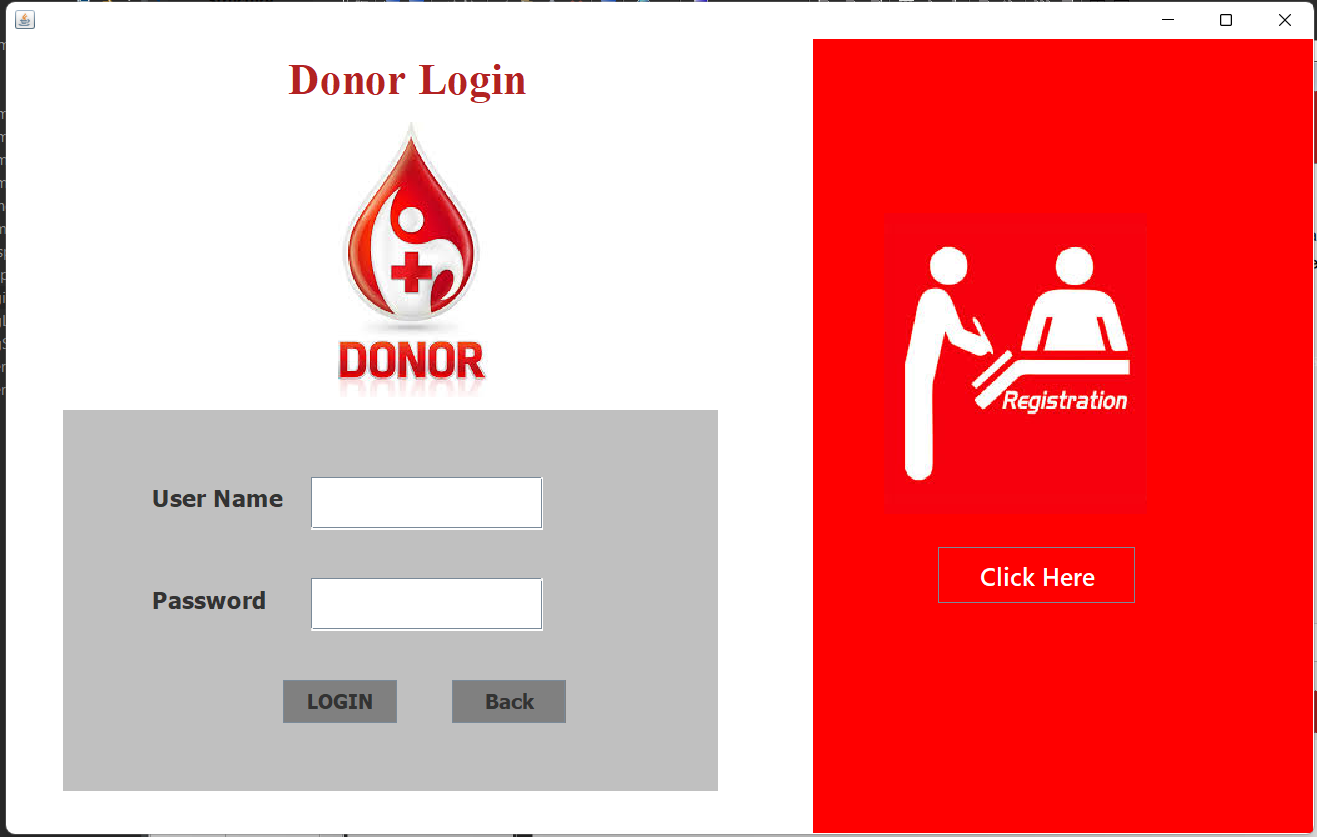 Donor Login
DONOR
User Name
Password
LOGIN
Back
Registration
Click Here